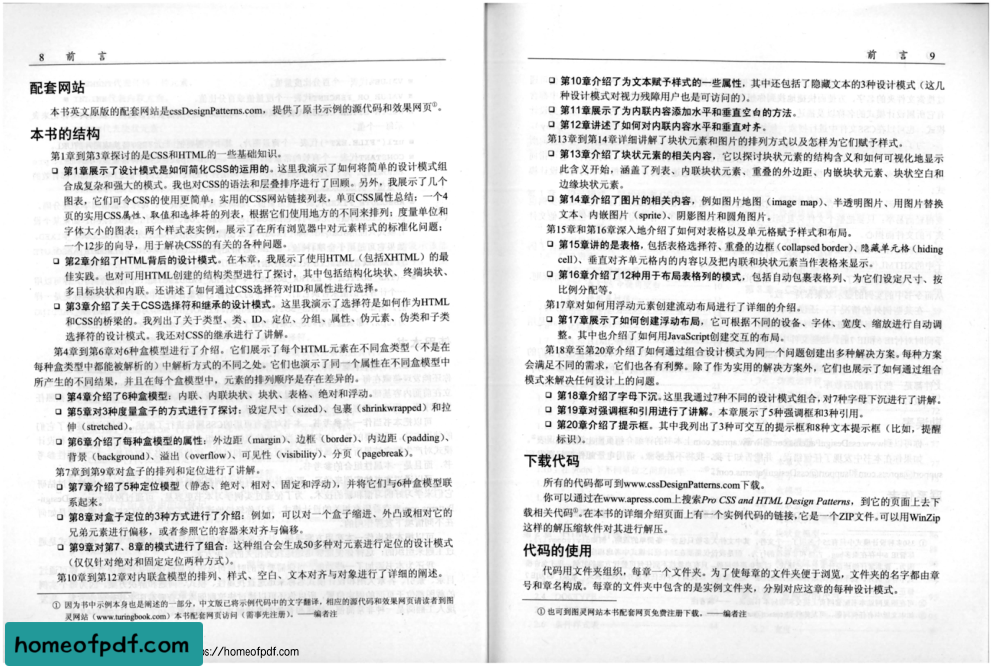 8 前 言
配套网站
本书英文原版的配套网站是cssDesignPatterns.com，提供了原书示例的源代码和效果网页①。
本书的结构
第1章到第3章探讨的是CSS和HTML的一些基础知识。
❑ 第1章展示了设计模式是如何简化CSS的运用的。这里我演示了如何将简单的设计模式组
合成复杂和强大的模式。我也对CSS的语法和层叠排序进行了回顾。另外，我展示了几个
图表，它们可令CSS的使用更简单：实用的CSS网站链接列表，单页CSS属性总结；一个4
页的实用CSS属性、取值和选择符的列表，根据它们使用地方的不同来排列；度量单位和
字体大小的图表；两个样式表实例，展示了在所有浏览器中对元素样式的标准化问题；
一个12步的向导，用于解决CSS的有关的各种问题。
❑ 第2章介绍了HTML背后的设计模式。在本章，我展示了使用HTML（包括XHTML）的最
佳实践。也对可用HTML创建的结构类型进行了探讨，其中包括结构化块状、终端块状、
多目标块状和内联。还讲述了如何通过CSS选择符对ID和属性进行选择。
❑ 第3章介绍了关于CSS选择符和继承的设计模式。这里我演示了选择符是如何作为HTML
和CSS的桥梁的。我列出了关于类型、类、ID、定位、分组、属性、伪元素、伪类和子类
选择符的设计模式。我还对CSS的继承进行了讲解。
第4章到第6章对6种盒模型进行了介绍。它们展示了每个HTML元素在不同盒类型（不是在
每种盒类型中都能被解析的）中解析方式的不同之处。它们也演示了同一个属性在不同盒模型中
所产生的不同结果，并且在每个盒模型中，元素的排列顺序是存在差异的。
❑ 第4章介绍了6种盒模型：内联、内联块状、块状、表格、绝对和浮动。
❑ 第5章对3种度量盒子的方式进行了探讨：设定尺寸（sized）、包裹（shrinkwrapped）和拉
伸（stretched）。
❑ 第6章介绍了每种盒模型的属性：外边距（margin）、边框（border）、内边距（padding）、
背景（background）、溢出（overflow）、可见性（visibility）、分页（pagebreak）。
第7章到第9章对盒子的排列和定位进行了讲解。
❑ 第7章介绍了5种定位模型（静态、绝对、相对、固定和浮动），并将它们与6种盒模型联
系起来。
❑ 第8章对盒子定位的3种方式进行了介绍：例如，可以对一个盒子缩进、外凸或相对它的
兄弟元素进行偏移，或者参照它的容器来对齐与偏移。
❑ 第9章对第7、8章的模式进行了组合：这种组合会生成50多种对元素进行定位的设计模式
（仅仅针对绝对和固定定位两种方式）。
第10章到第12章对内联盒模型的排列、样式、空白、文本对齐与对象进行了详细的阐述。
① 因为书中示例本身也是阐述的一部分，中文版已将示例代码中的文字翻译，相应的源代码和效果网页请读者到图
灵网站（www.turingbook.com）本书配套网页访问（需事先注册）。——编者注
homeofpdf.com
ps://homeofpdf.com
前 言 9
❑ 第10章介绍了为文本赋予样式的一些属性，其中还包括了隐藏文本的3种设计模式（这几
种设计模式对视力残障用户也是可访问的）。
❑ 第11章展示了为内联内容添加水平和垂直空白的方法。
❑ 第12章讲述了如何对内联内容水平和垂直对齐。
第13章到第14章详细讲解了块状元素和图片的排列方式以及怎样为它们赋予样式。
❑ 第13章介绍了块状元素的相关内容，它以探讨块状元素的结构含义和如何可视化地显示
此含义开始，涵盖了列表、内联块状元素、重叠的外边距、内嵌块状元素、块状空白和
边缘块状元素。
❑ 第14章介绍了图片的相关内容，例如图片地图（image map）、半透明图片、用图片替换
文本、内嵌图片（sprite）、阴影图片和圆角图片。
第15章和第16章深入地介绍了如何对表格以及单元格赋予样式和布局。
❑ 第15章讲的是表格，包括表格选择符、重叠的边框（collapsed border）、隐藏单元格（hiding
cell）、垂直对齐单元格内的内容以及把内联和块状元素当作表格来显示。
❑ 第16章介绍了12种用于布局表格列的模式，包括自动包裹表格列、为它们设定尺寸、按
比例分配等。
第17章对如何用浮动元素创建流动布局进行了详细的介绍。
❑ 第17章展示了如何创建浮动布局，它可根据不同的设备、字体、宽度、缩放进行自动调
整。其中也介绍了如何用JavaScript创建交互的布局。
第18章至第20章介绍了如何通过组合设计模式为同一个问题创建出多种解决方案。每种方案
会满足不同的需求，它们也各有利弊。除了作为实用的解决方案外，它们也展示了如何通过组合
模式来解决任何设计上的问题。
❑ 第18章介绍了字母下沉。这里我通过7种不同的设计模式组合，对7种字母下沉进行了讲解。
❑ 第19章对强调框和引用进行了讲解。本章展示了5种强调框和3种引用。
❑ 第20章介绍了提示框。其中我列出了3种可交互的提示框和8种文本提示框（比如，提醒
标识）。
下载代码
所有的代码都可到www.cssDesignPatterns.com下载。
你可以通过在www.apress.com上搜索Pro CSS and HTML Design Patterns，到它的页面上去下
载相关代码①。在本书的详细介绍页面上有一个实例代码的链接，它是一个ZIP文件。可以用WinZip
这样的解压缩软件对其进行解压。
代码的使用
代码用文件夹组织，每章一个文件夹。为了使每章的文件夹便于浏览，文件夹的名字都由章
号和章名构成。每章的文件夹中包含的是实例文件夹，分别对应这章的每种设计模式。
① 也可到图灵网站本书配套网页免费注册下载。——编者注